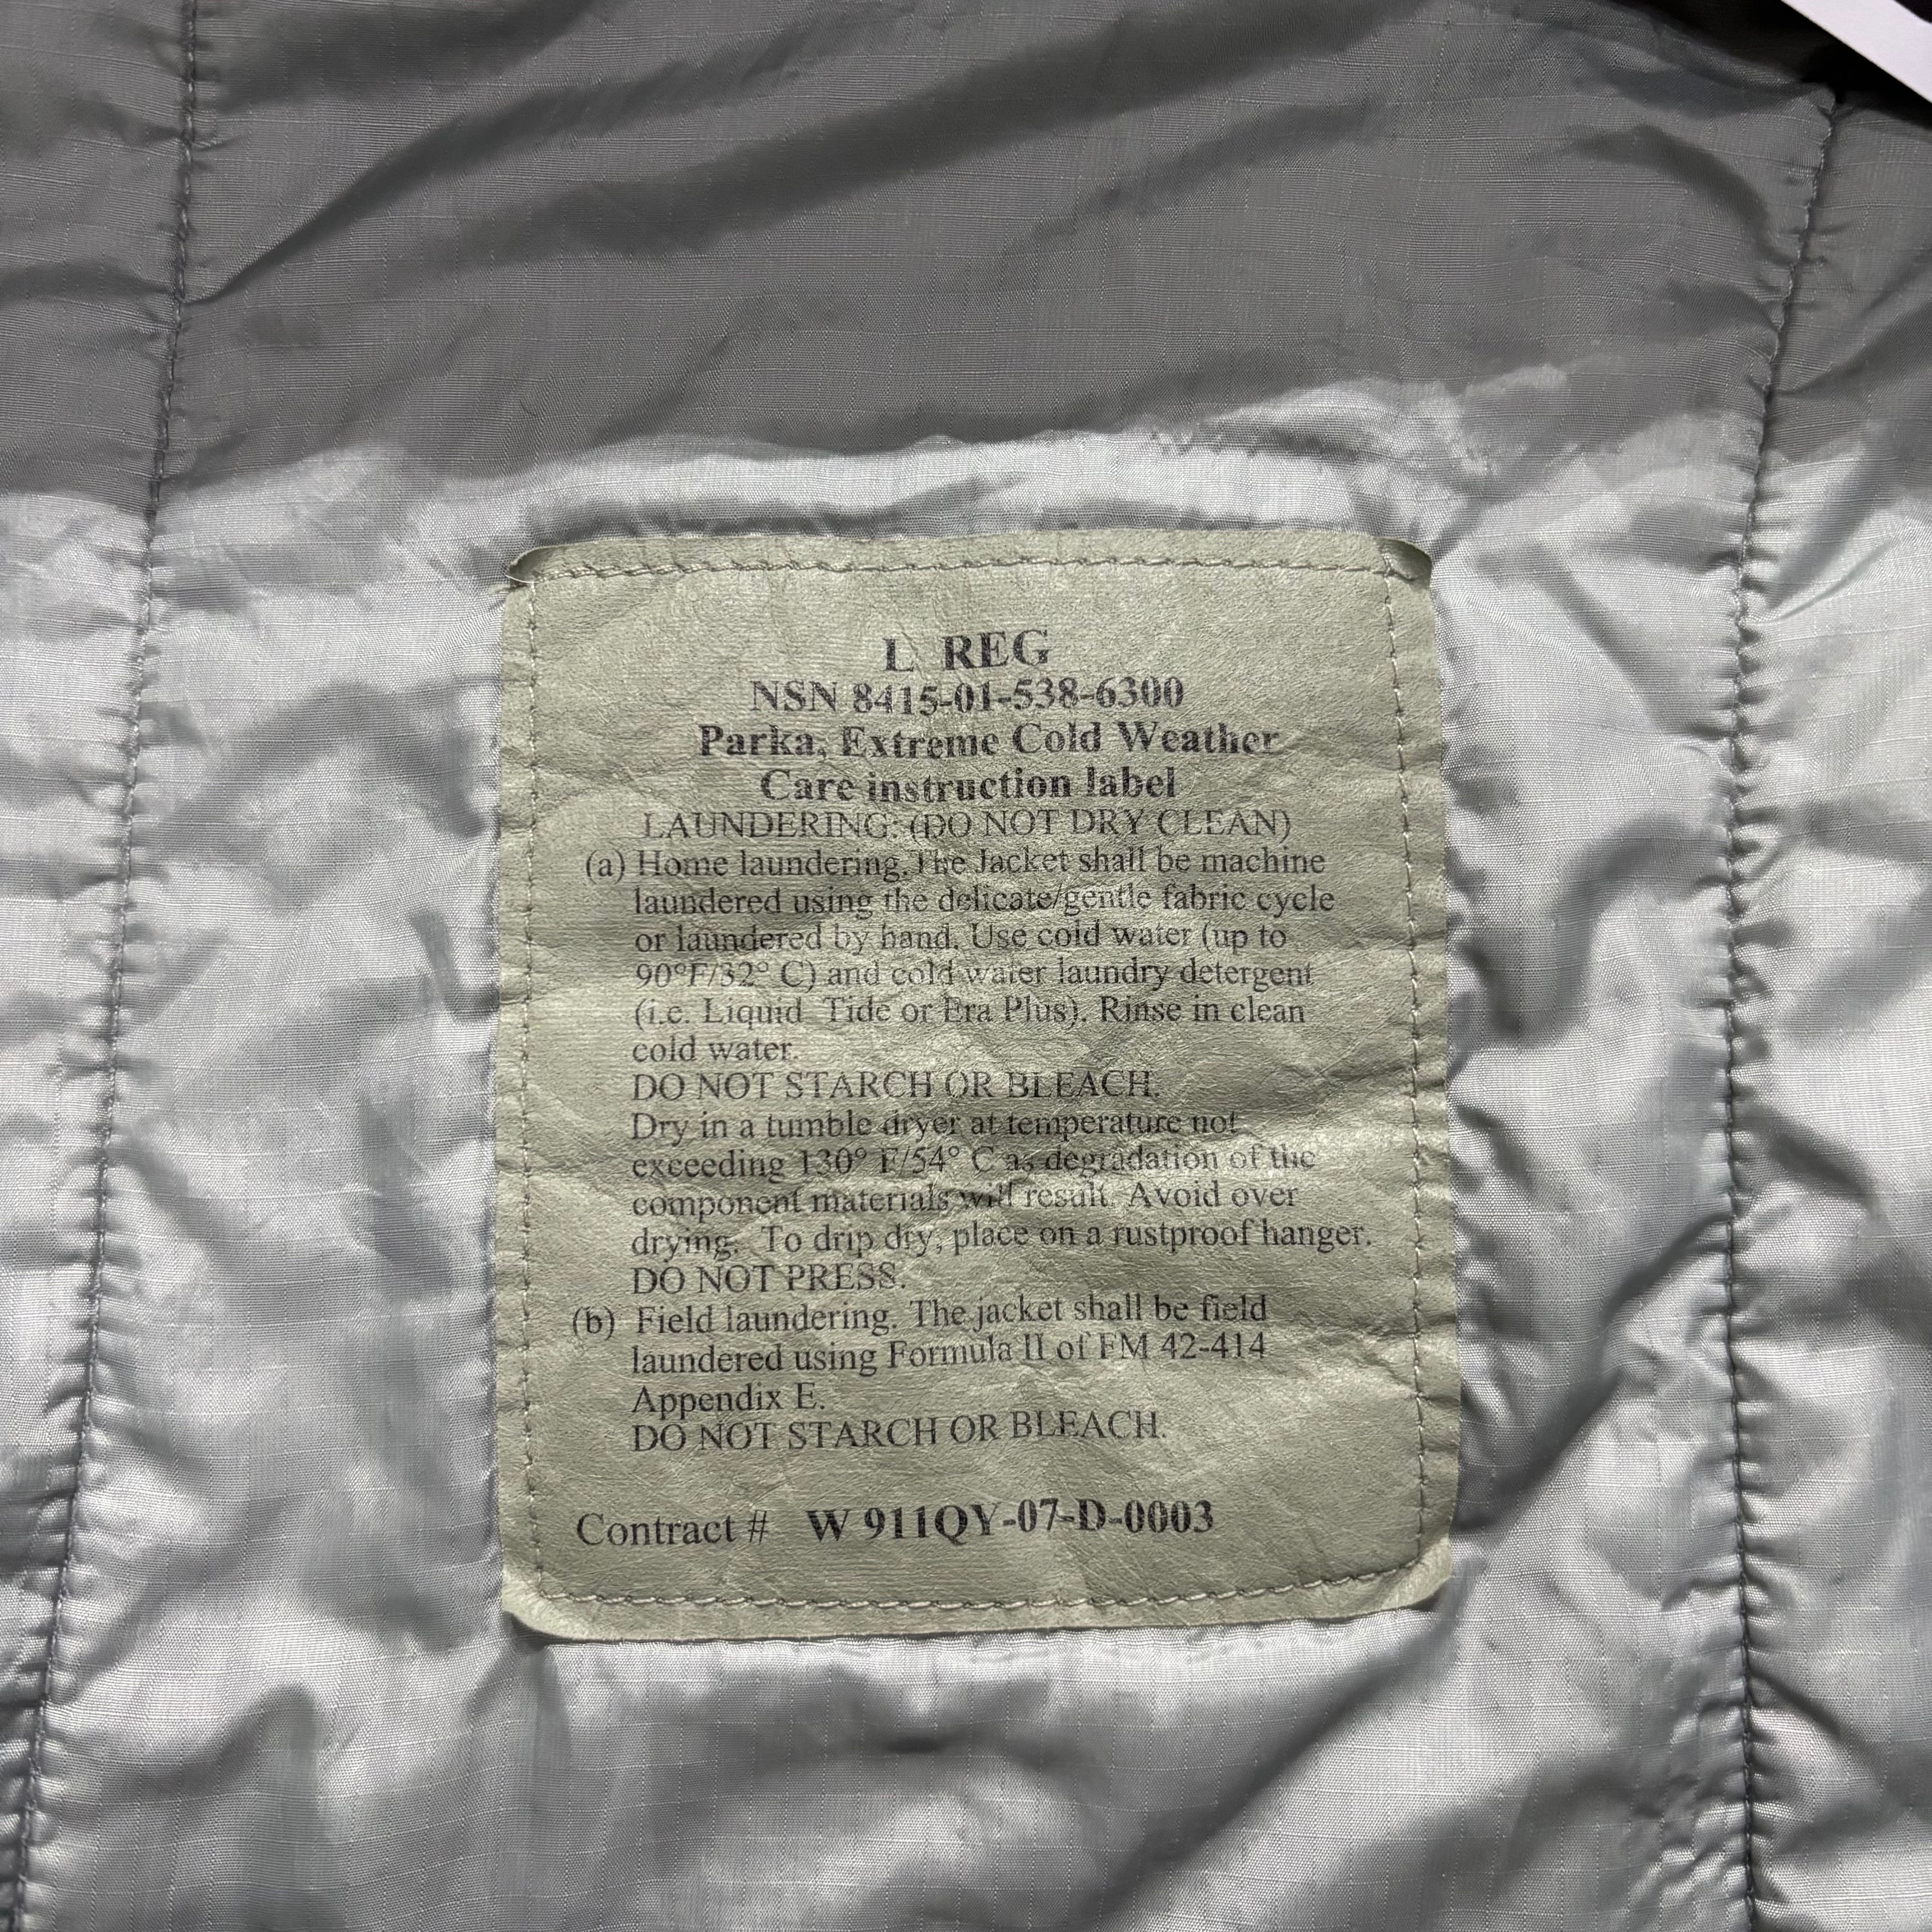 L REG
NSN 8415-01-538-6300
Parka, Extreme Cold Weather
Care instruction label
LAUNDERING: (DO NOT DRY CLEAN)
(a) Home laundering. The Jacket shall be machine
laundered using the delicate/gentle fabric cycle
or laundered by hand. Use cold water (up to
90°F/32° C) and cold water laundry detergent
(i.e. Liquid Tide or Era Plus). Rinse in clean
cold water.
DO NOT STARCH OR BLEACH.
Dry in a tumble dryer at temperature not
exceeding 130° F/54° C as degradation of the
component materials will result. Avoid over
drying. To drip dry, place on a rustproof hanger.
DO NOT PRESS.
(b) Field laundering. The jacket shall be field
laundered using Formula II of FM 42-414
Appendix E.
DO NOT STARCH OR BLEACH.
Contract # W 911QY-07-D-0003